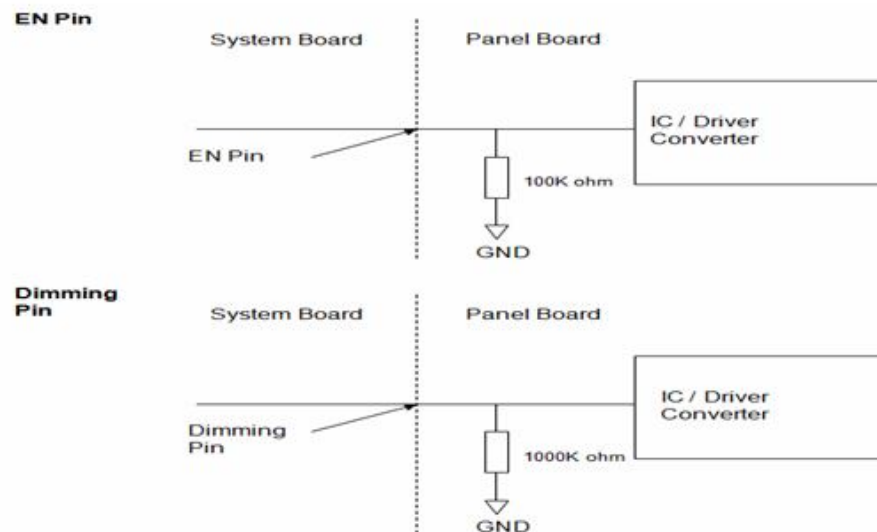 EN Pin
System Board
Panel Board
IC / Driver
Converter
EN Pin
100K ohm
GND
Dimming
Pin
System Board
Panel Board
IC / Driver
Converter
Dimming
Pin
1000K ohm
GND